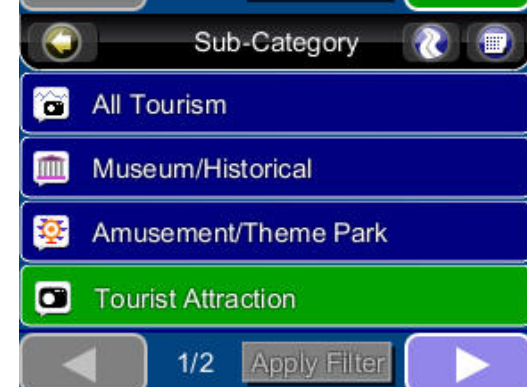 Sub-Category
All Tourism
Museum/Historical
Amusement/Theme Park
Tourist Attraction
1/2 Apply Filter